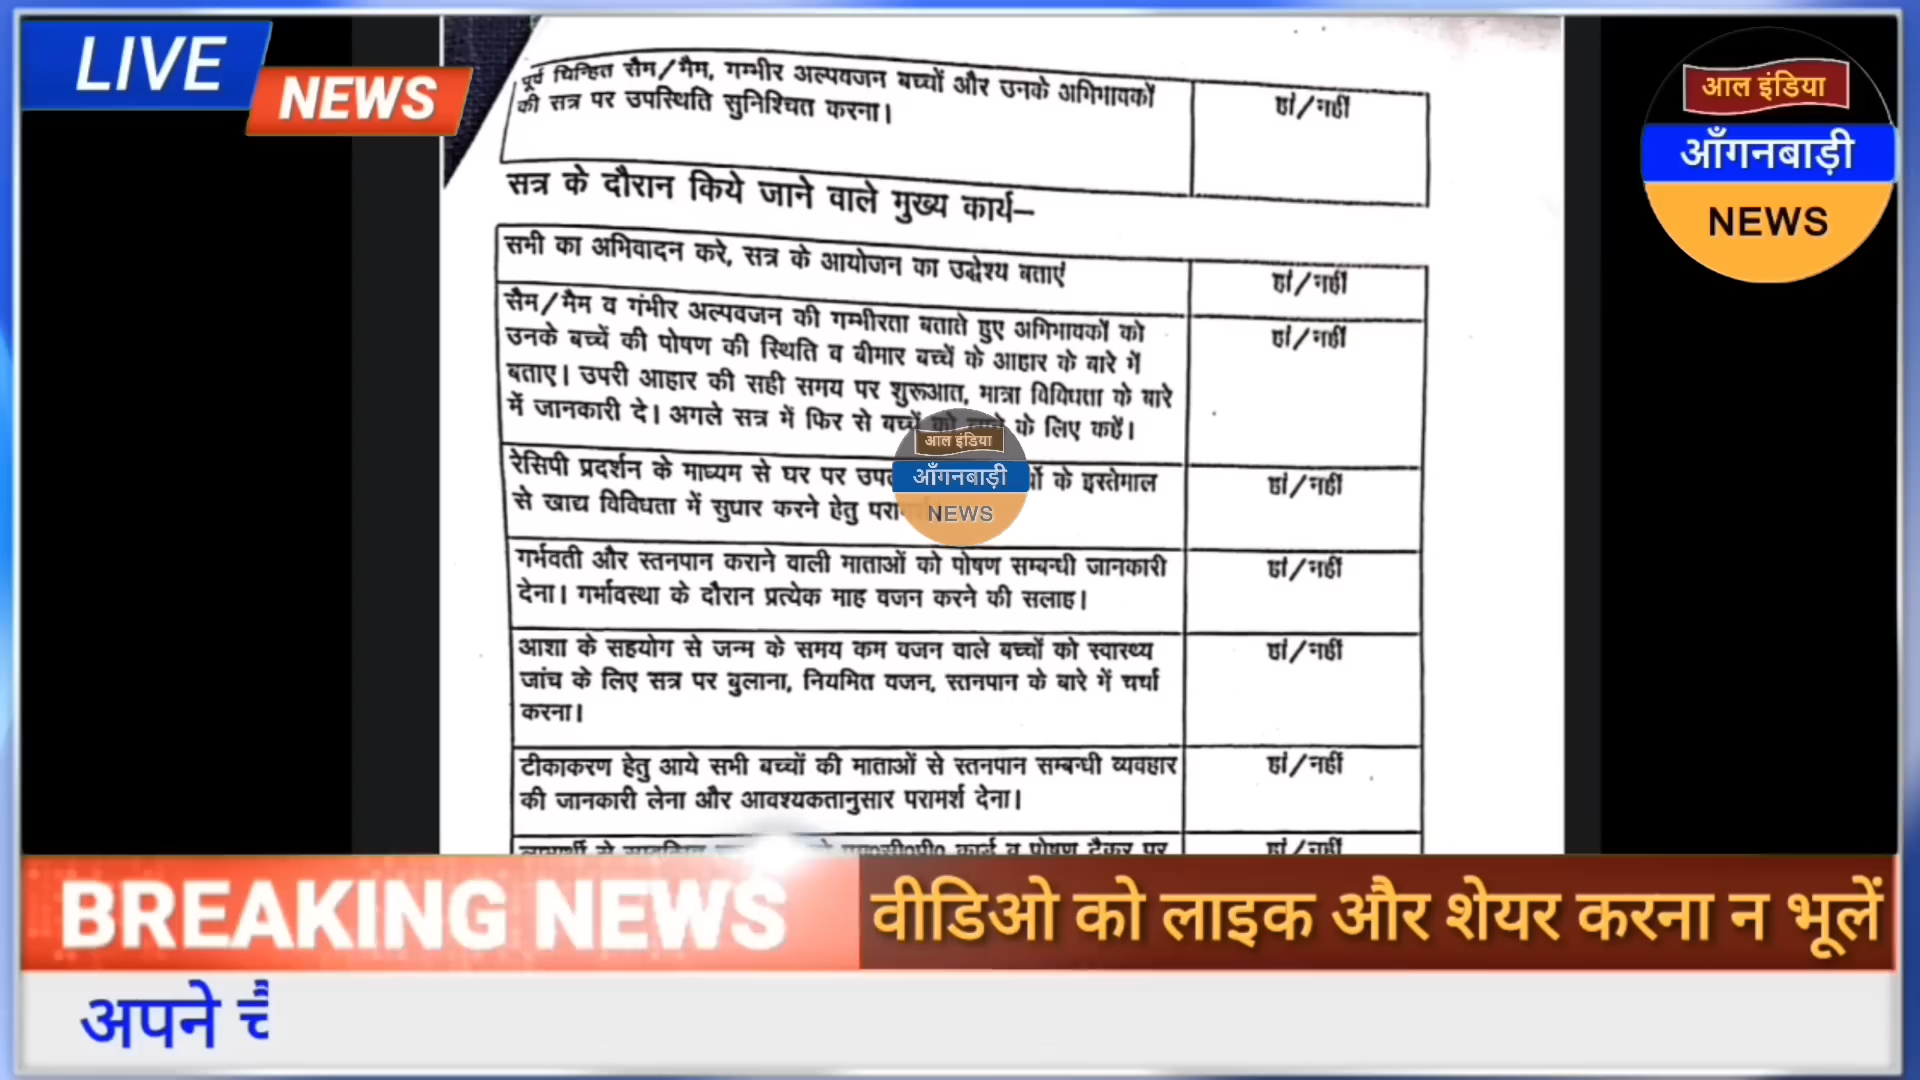 LIVE
NEWS
आल इंडिया
आँगनबाड़ी
NEWS
पूर्व चिन्हित सैम/मैम, गम्भीर अल्पवजन बच्चों और उनके अभिभावकों
की सत्र पर उपस्थिति सुनिश्चित करना।
हां/नहीं
सत्र के दौरान किये जाने वाले मुख्य कार्य–
सभी का अभिवादन करे, सत्र के आयोजन का उद्धेश्य बताएं
हां/नहीं
सैम/मैम व गंभीर अल्पवजन की गम्भीरता बताते हुए अभिभावकों को
उनके बच्चें की पोषण की स्थिति व बीमार बच्चें के आहार के बारे में
बताए। उपरी आहार की सही समय पर शुरूआत, मात्रा विविधता के बारे
में जानकारी दे। अगले सत्र में फिर से बच्चें को के लिए कहें।
हां/नहीं
रेसिपी प्रदर्शन के माध्यम से घर पर के इस्तेमाल
से खाद्य विविधता में सुधार करने हेतु
हां/नहीं
आल इंडिया
आँगनबाड़ी
NEWS
गर्भवती और स्तनपान कराने वाली माताओं को पोषण सम्बन्धी जानकारी
देना। गर्भावस्था के दौरान प्रत्येक माह वजन करने की सलाह।
हां/नहीं
आशा के सहयोग से जन्म के समय कम वजन वाले बच्चों को स्वास्थ्य
जांच के लिए सत्र पर बुलाना, नियमित वजन, स्तनपान के बारे में चर्चा
करना।
हां/नहीं
टीकाकरण हेतु आये सभी बच्चों की माताओं से स्तनपान सम्बन्धी व्यवहार
की जानकारी लेना और आवश्यकतानुसार परामर्श देना।
हां/नहीं
कार्ड व पोषण ट्रैकर पर
हां/नहीं
BREAKING NEWS
वीडिओ को लाइक और शेयर करना न भूलें
अपने